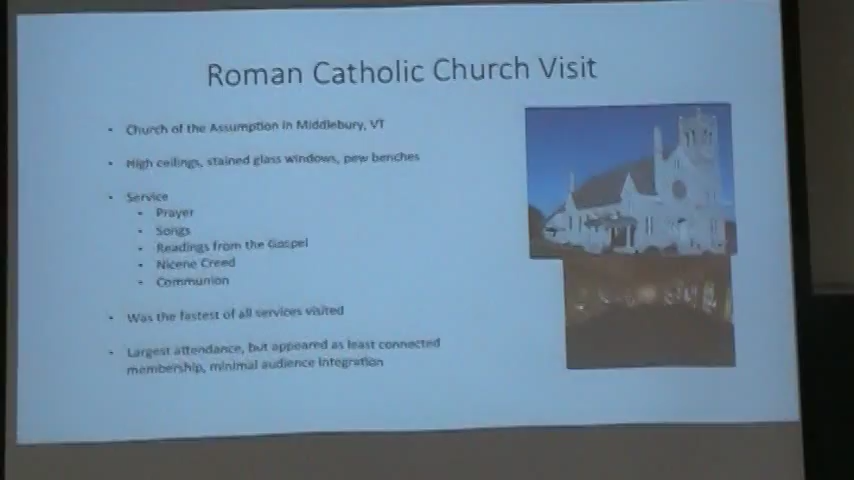 Roman Catholic Church Visit
• Church of the Assumption in Middlebury, VT
• High ceilings, stained glass windows, pew benches
• Service
• Prayer
• Songs
• Readings from the Gospel
• Nicene Creed
• Communion
• Was the fastest of all services visited
• Largest attendance, but appeared as least connected
membership, minimal audience integration